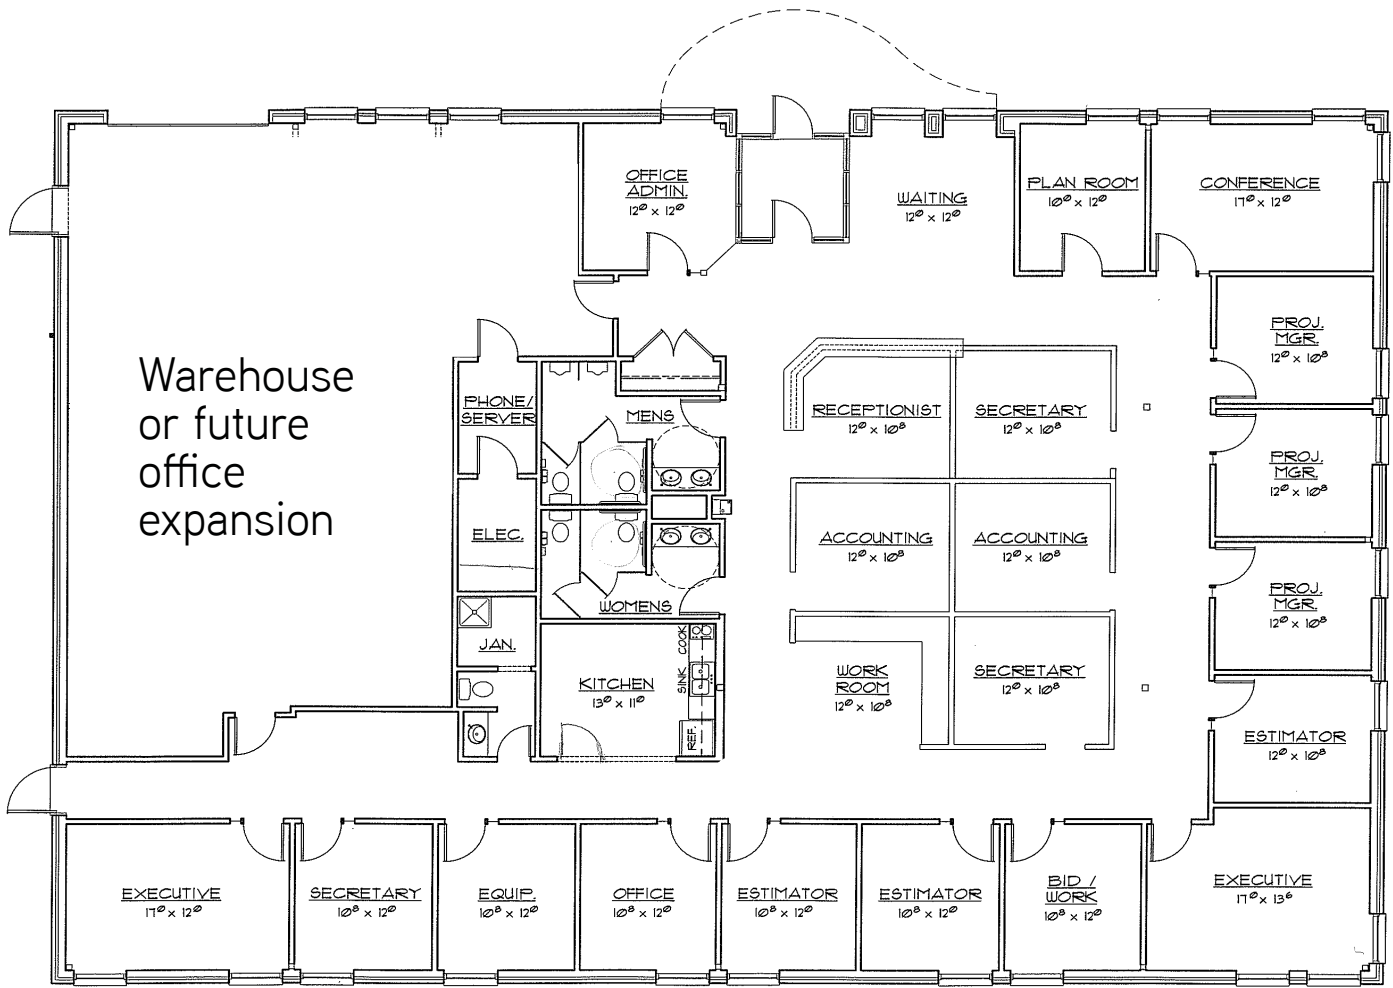 OFFICE
ADMIN.
12⁰ x 12⁰
WAITING
12⁰ x 12⁰
PLAN ROOM
10⁰ x 12⁰
CONFERENCE
17⁰ x 12⁰
PROJ.
MGR.
12⁰ x 10⁸
Warehouse
or future
office
expansion
PHONE/
SERVER
MENS
RECEPTIONIST
12⁰ x 10⁸
SECRETARY
12⁰ x 10⁸
PROJ.
MGR.
12⁰ x 10⁸
ELEC.
ACCOUNTING
12⁰ x 10⁸
ACCOUNTING
12⁰ x 10⁸
WOMENS
PROJ.
MGR.
12⁰ x 10⁸
JAN.
KITCHEN
13⁰ x 11⁰
COOK
SINK
REF.
WORK
ROOM
12⁰ x 10⁸
SECRETARY
12⁰ x 10⁸
ESTIMATOR
12⁰ x 10⁸
EXECUTIVE
17⁰ x 12⁰
SECRETARY
10⁸ x 12⁰
EQUIP.
10⁸ x 12⁰
OFFICE
10⁸ x 12⁰
ESTIMATOR
10⁸ x 12⁰
ESTIMATOR
10⁸ x 12⁰
BID /
WORK
10⁸ x 12⁰
EXECUTIVE
17⁰ x 13⁶